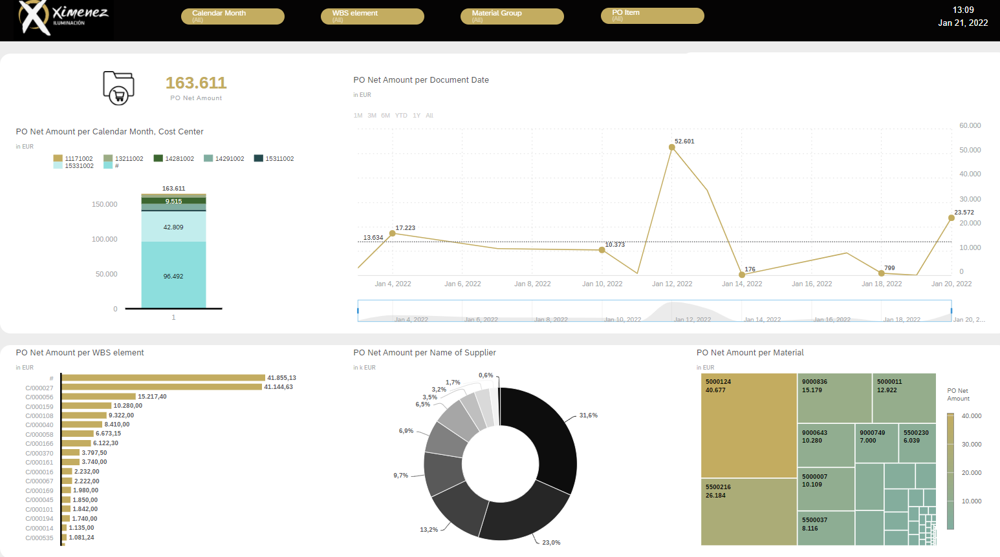 Ximenez
ILUMINACIÓN
Calendar Month
(All)
WBS element
(All)
Material Group
(All)
PO Item
(All)
13:09
Jan 21, 2022
163.611
PO Net Amount
PO Net Amount per Calendar Month, Cost Center
in EUR
11171002 13211002 14281002 14291002 15311002
15331002 #
163.611
150.000
100.000
50.000
0
9.515
42.809
96.492
1
PO Net Amount per Document Date
in EUR
1M 3M 6M YTD 1Y All
60.000
50.000
40.000
30.000
20.000
10.000
0
13.634
17.223
10.373
52.601
176
799
23.572
Jan 4, 2022 Jan 6, 2022 Jan 8, 2022 Jan 10, 2022 Jan 12, 2022 Jan 14, 2022 Jan 16, 2022 Jan 18, 2022 Jan 20, 2022
Jan 4, 2022 Jan 6, 2022 Jan 8, 2022 Jan 10, 2022 Jan 12, 2022 Jan 14, 2022 Jan 16, 2022 Jan 18, 2022 Jan 20, 2...
PO Net Amount per WBS element
in EUR
# 41.855,13
C/000027 41.144,63
C/000056 15.217,40
C/000159 10.280,00
C/000108 9.322,00
C/000040 8.410,00
C/000058 6.673,15
C/000166 6.122,30
C/000370 3.797,50
C/000161 3.740,00
C/000016 2.232,00
C/000067 2.222,00
C/000169 1.980,00
C/000045 1.850,00
C/000101 1.842,00
C/000194 1.740,00
C/000014 1.135,00
C/000535 1.081,24
PO Net Amount per Name of Supplier
in k EUR
0,6%
1,7%
3,2%
3,5%
6,5%
6,9%
9,7%
13,2%
23,0%
31,6%
PO Net Amount per Material
in EUR
5000124
40.677
5500216
26.184
9000836
15.179
5000011
12.922
9000643
10.280
9000749
7.000
5500230
6.039
5000007
10.109
5500037
8.116
PO Net
Amount
40.000
30.000
20.000
10.000